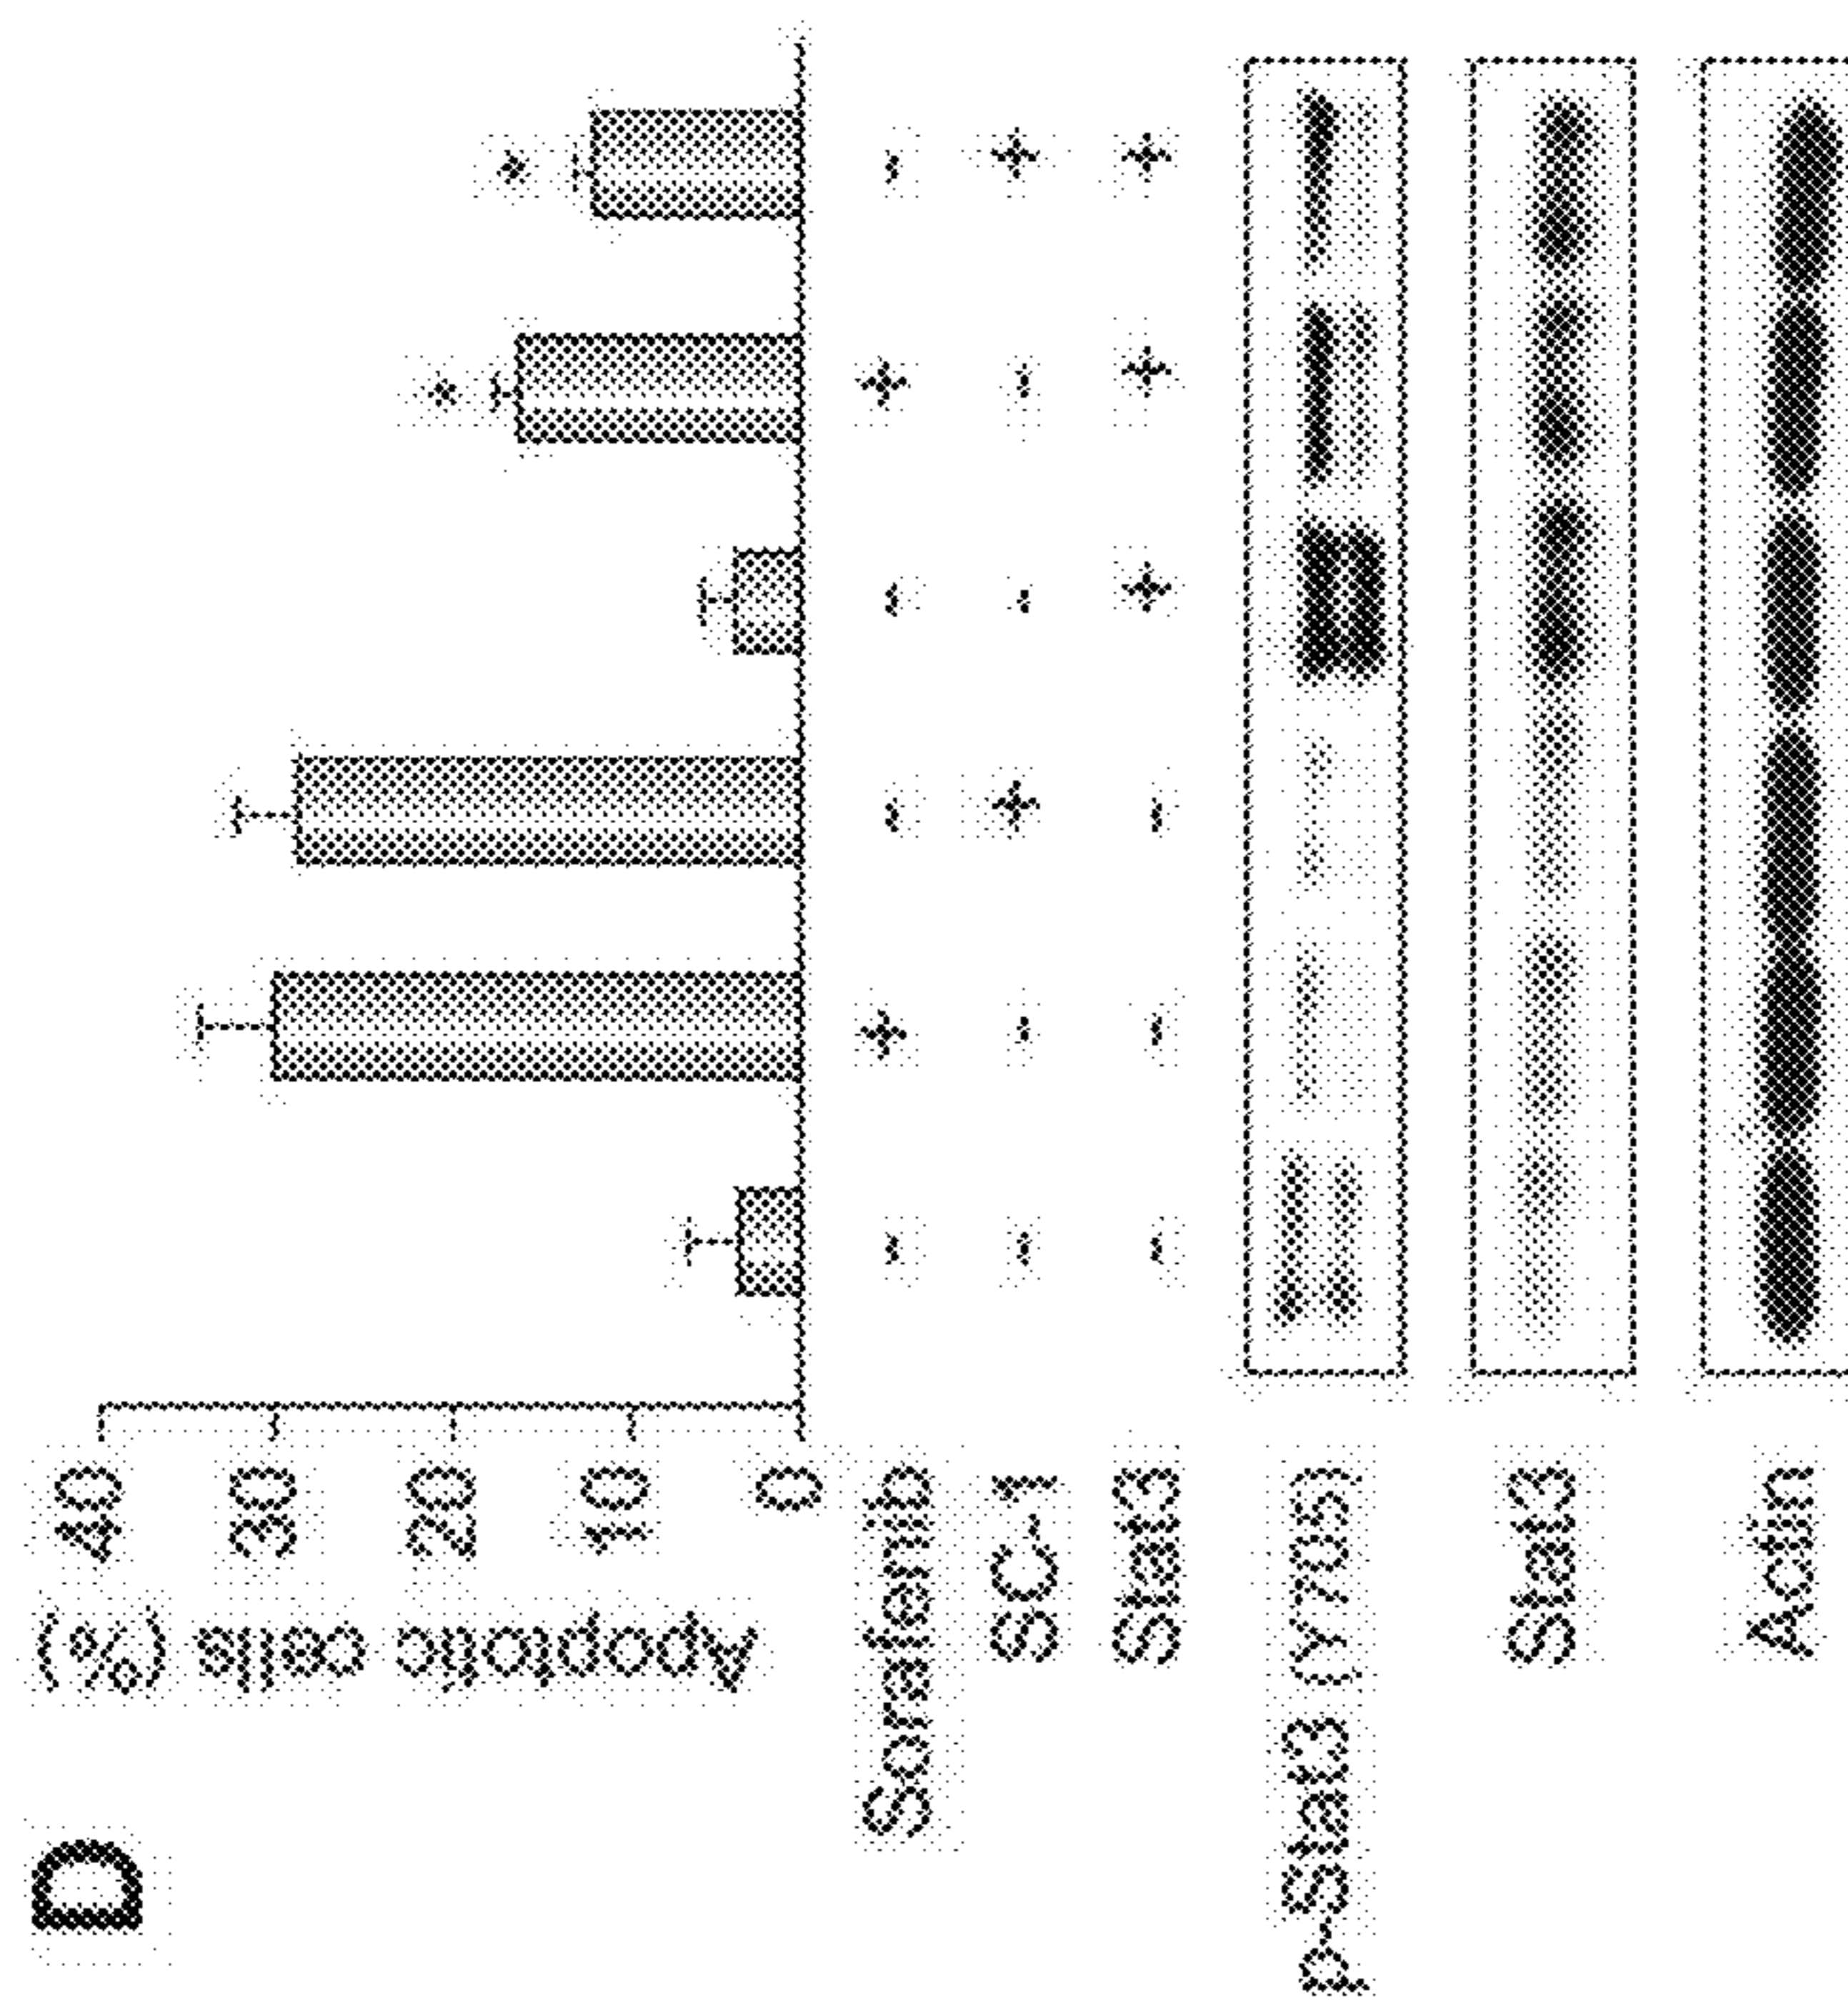 D
Apoptotic cells (%)
40
30
20
10
0
* *
Sorafenib - + - - + -
SC-1 - - + - - +
Stat3 - - - + + +
p-Stat3 (Y705)
Stat3
Actin